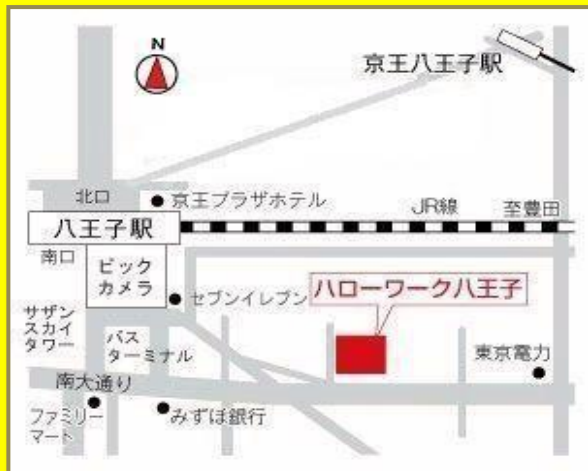 N
京王八王子駅
北口
京王プラザホテル
JR線
至豊田
八王子駅
南口
ビック
カメラ
セブンイレブン
ハローワーク八王子
サザン
スカイ
タワー
バス
ターミナル
東京電力
南大通り
ファミリー
マート
みずほ銀行